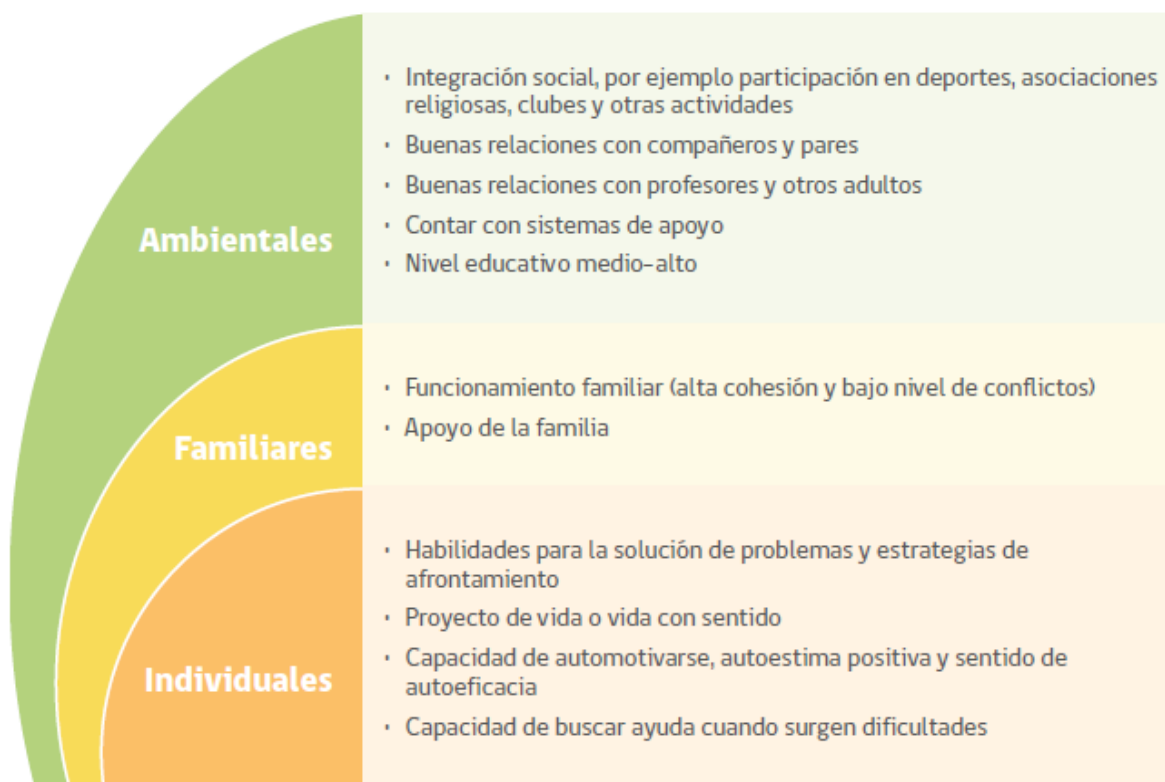 Ambientales
· Integración social, por ejemplo participación en deportes, asociaciones
religiosas, clubes y otras actividades
· Buenas relaciones con compañeros y pares
· Buenas relaciones con profesores y otros adultos
· Contar con sistemas de apoyo
· Nivel educativo medio-alto
Familiares
· Funcionamiento familiar (alta cohesión y bajo nivel de conflictos)
· Apoyo de la familia
Individuales
· Habilidades para la solución de problemas y estrategias de
afrontamiento
· Proyecto de vida o vida con sentido
· Capacidad de automotivarse, autoestima positiva y sentido de
autoeficacia
· Capacidad de buscar ayuda cuando surgen dificultades